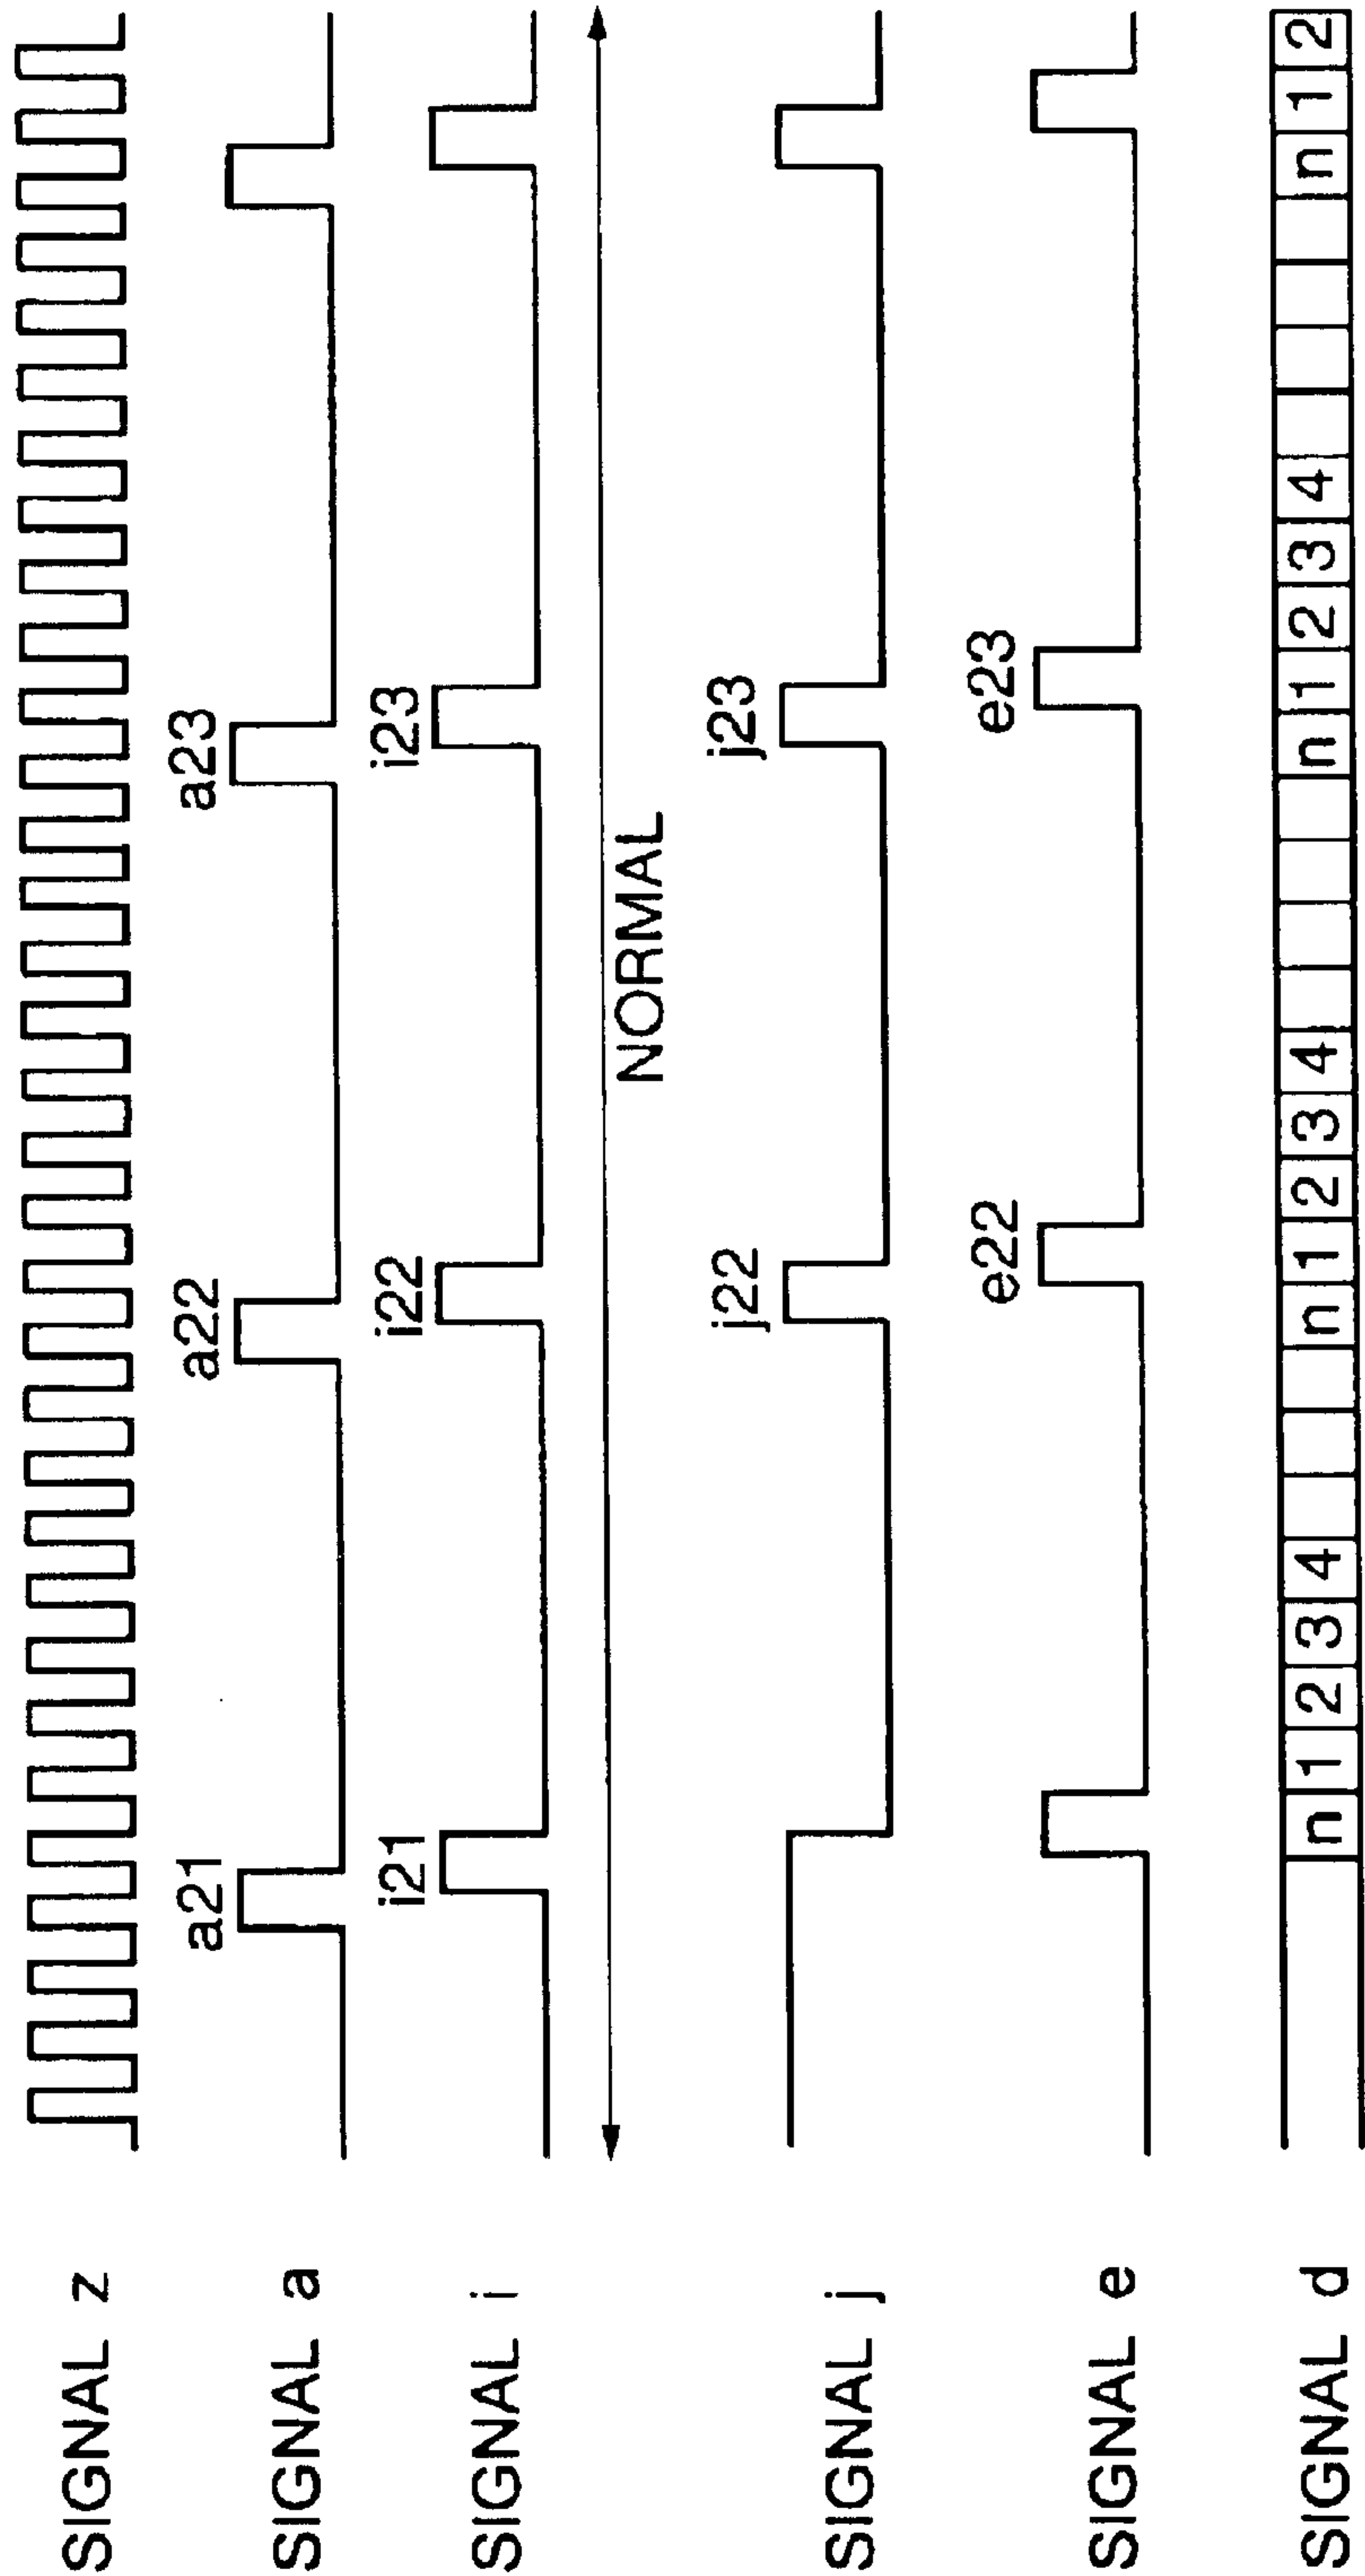 SIGNAL z
SIGNAL a
a21 a22 a23
SIGNAL i
i21 i22 i23
NORMAL
SIGNAL j
j22 j23
SIGNAL e
e22 e23
SIGNAL d
n 1 2 3 4 n 1 2 3 4 n 1 2 3 4 n 1 2